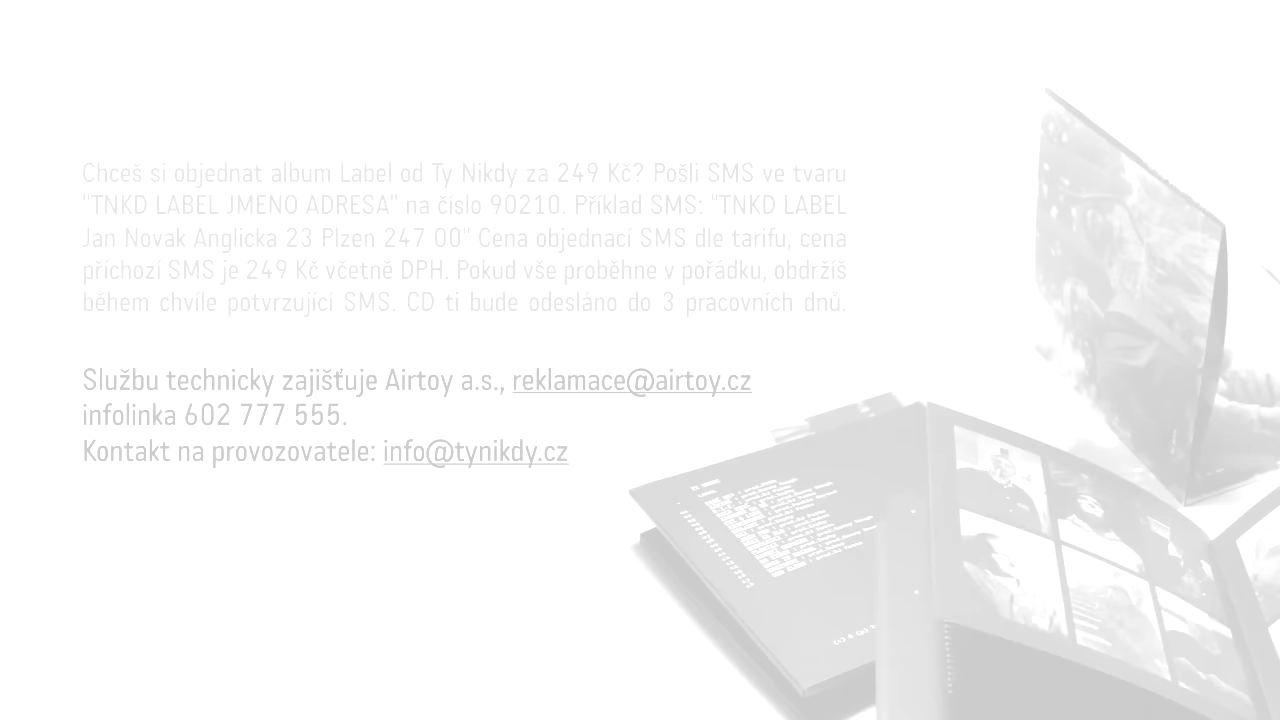 Chceš si objednat album Label od Ty Nikdy za 249 Kč? Pošli SMS ve tvaru
"TNKD LABEL JMENO ADRESA" na číslo 90210. Příklad SMS: "TNKD LABEL
Jan Novak Anglicka 23 Plzen 247 00" Cena objednací SMS dle tarifu, cena
příchozí SMS je 249 Kč včetně DPH. Pokud vše proběhne v pořádku, obdržíš
během chvíle potvrzující SMS. CD ti bude odesláno do 3 pracovních dnů.
Službu technicky zajišťuje Airtoy a.s., reklamace@airtoy.cz
infolinka 602 777 555.
Kontakt na provozovatele: info@tynikdy.cz